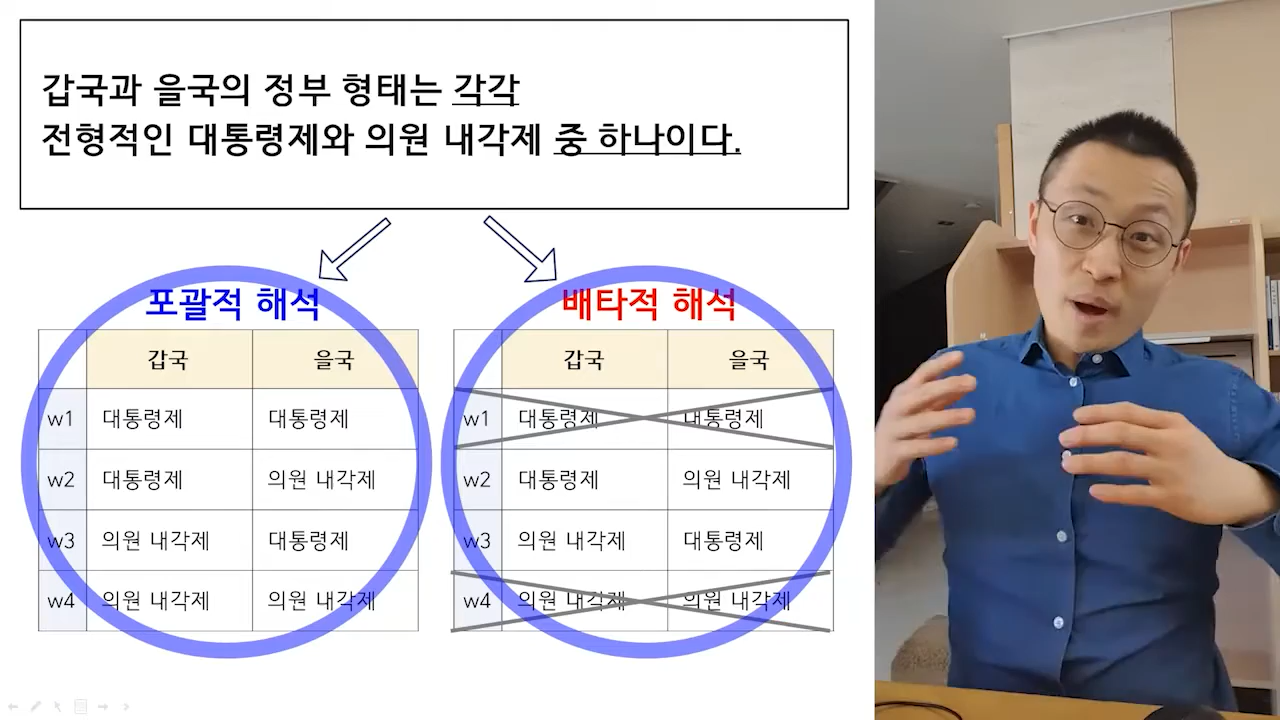 갑국과 을국의 정부 형태는 각각
전형적인 대통령제와 의원 내각제 중 하나이다.
포괄적 해석
갑국 을국
w1 대통령제 대통령제
w2 대통령제 의원 내각제
w3 의원 내각제 대통령제
w4 의원 내각제 의원 내각제
배타적 해석
갑국 을국
w1 대통령제 대통령제
w2 대통령제 의원 내각제
w3 의원 내각제 대통령제
w4 의원 내각제 의원 내각제